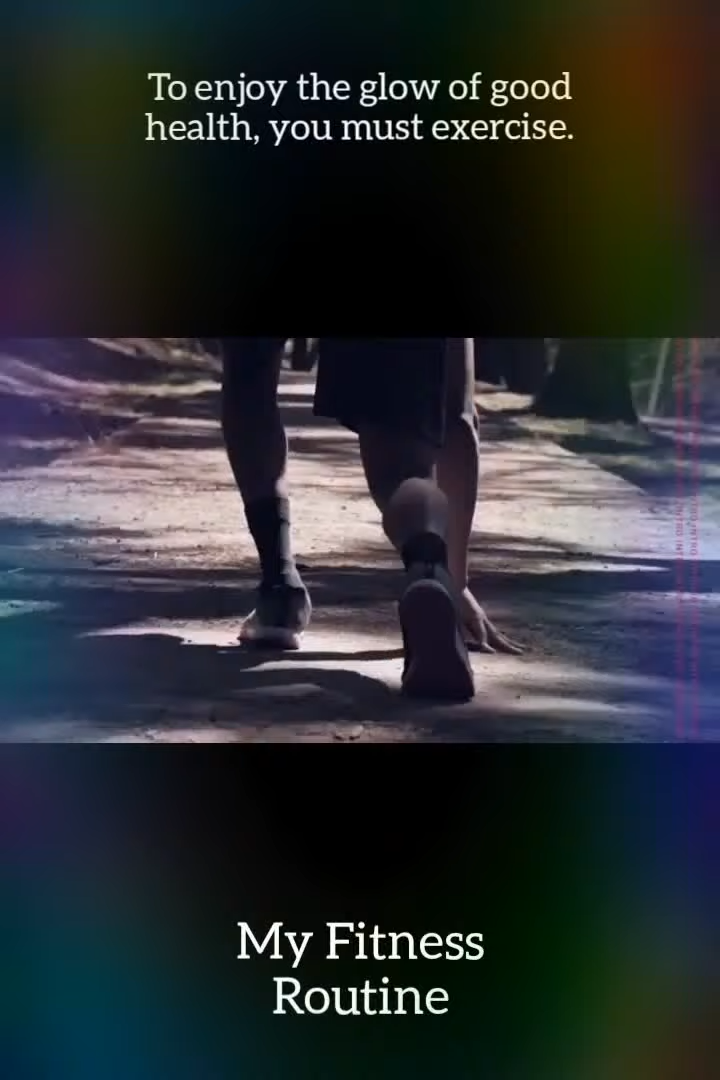 To enjoy the glow of good
health, you must exercise.
My Fitness
Routine